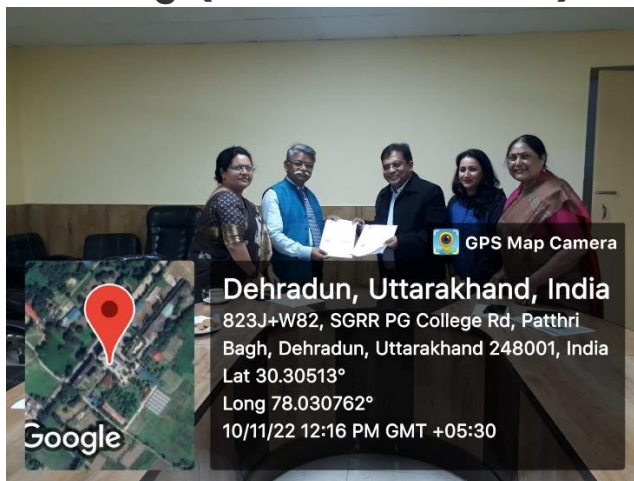 GPS Map Camera
Dehradun, Uttarakhand, India
823J+W82, SGRR PG College Rd, Patthri
Bagh, Dehradun, Uttarakhand 248001, India
Lat 30.30513°
Long 78.030762°
10/11/22 12:16 PM GMT +05:30
Google